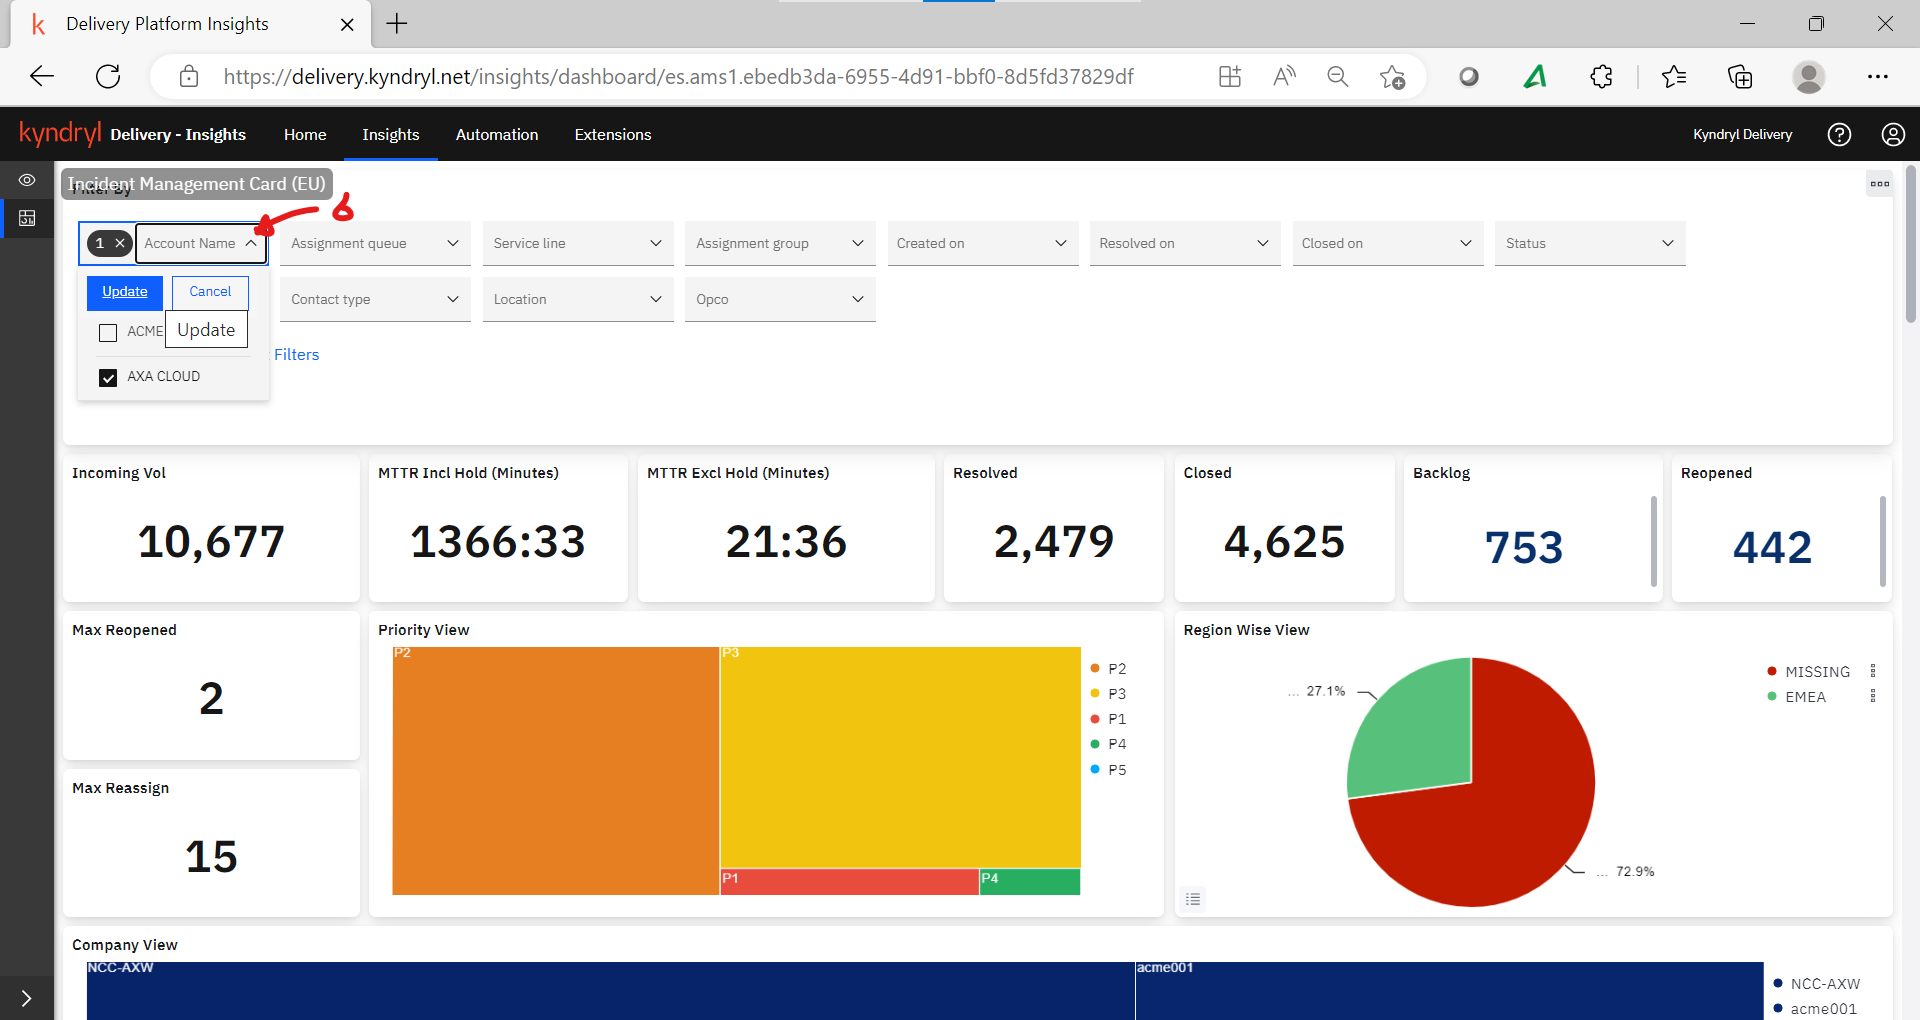 k Delivery Platform Insights
https://delivery.kyndryl.net/insights/dashboard/es.ams1.ebedb3da-6955-4d91-bbf0-8d5fd37829df
kyndryl Delivery - Insights Home Insights Automation Extensions Kyndryl Delivery
Incident Management Card (EU)
Filter By
6
1 Account Name Assignment queue Service line Assignment group Created on Resolved on Closed on Status
Update Cancel
Contact type Location Opco
ACME
Update
Filters
AXA CLOUD
Incoming Vol MTTR Incl Hold (Minutes) MTTR Excl Hold (Minutes) Resolved Closed Backlog Reopened
10,677 1366:33 21:36 2,479 4,625 753 442
Max Reopened
2
Max Reassign
15
Priority View
P2 P3
P1 P4
P2
P3
P1
P4
P5
Region Wise View
... 27.1%
... 72.9%
MISSING
EMEA
Company View
NCC-AXW acme001
NCC-AXW
acme001